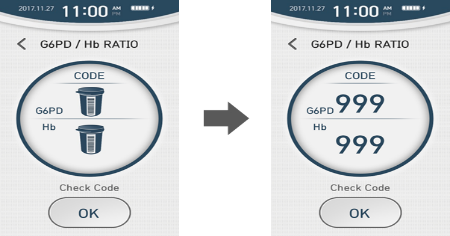 2017.11.27 11:00 AM PM
G6PD / Hb RATIO
CODE
G6PD
Hb
Check Code
OK
2017.11.27 11:00 AM PM
G6PD / Hb RATIO
CODE
G6PD 999
Hb
999
Check Code
OK